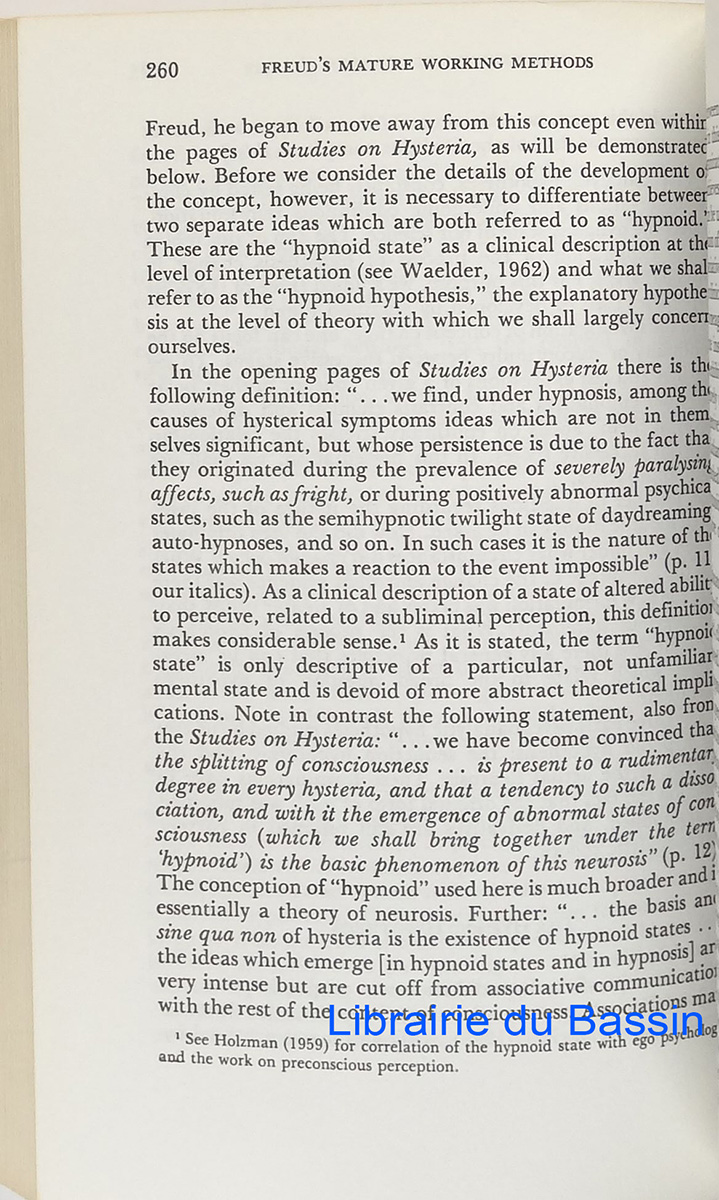 260
FREUD'S MATURE WORKING METHODS
Freud, he began to move away from this concept even within
the pages of Studies on Hysteria, as will be demonstrated
below. Before we consider the details of the development o
the concept, however, it is necessary to differentiate between
two separate ideas which are both referred to as “hypnoid.”
These are the “hypnoid state” as a clinical description at the
level of interpretation (see Waelder, 1962) and what we shal
refer to as the “hypnoid hypothesis,” the explanatory hypothe
sis at the level of theory with which we shall largely concern
ourselves.
In the opening pages of Studies on Hysteria there is the
following definition: “...we find, under hypnosis, among the
causes of hysterical symptoms ideas which are not in them
selves significant, but whose persistence is due to the fact tha
they originated during the prevalence of severely paralysing
affects, such as fright, or during positively abnormal psychica
states, such as the semihypnotic twilight state of daydreaming
auto-hypnoses, and so on. In such cases it is the nature of the
states which makes a reaction to the event impossible” (p. 11
our italics). As a clinical description of a state of altered abilit
to perceive, related to a subliminal perception, this definition
makes considerable sense.¹ As it is stated, the term “hypnoid
state” is only descriptive of a particular, not unfamiliar
mental state and is devoid of more abstract theoretical impli
cations. Note in contrast the following statement, also from
the Studies on Hysteria: “...we have become convinced tha
the splitting of consciousness ... is present to a rudimentar
degree in every hysteria, and that a tendency to such a disso
ciation, and with it the emergence of abnormal states of con
sciousness (which we shall bring together under the term
‘hypnoid’) is the basic phenomenon of this neurosis” (p. 12)
The conception of “hypnoid” used here is much broader and i
essentially a theory of neurosis. Further: “... the basis and
sine qua non of hysteria is the existence of hypnoid states ..
the ideas which emerge [in hypnoid states and in hypnosis] ar
very intense but are cut off from associative communication
with the rest of the content of consciousness. Associations ma
Librairie du Bassin
¹ See Holzman (1959) for correlation of the hypnoid state with ego psycholog
and the work on preconscious perception.